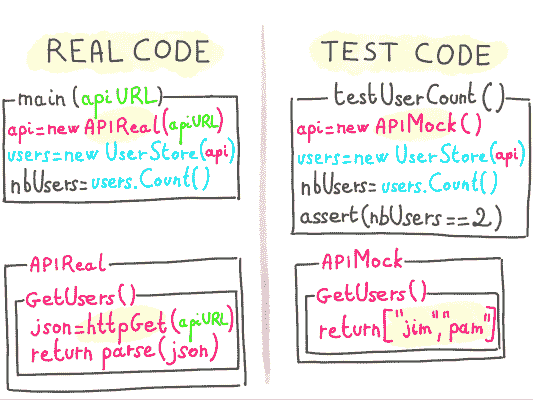 REAL CODE
main(apiURL)
api=new APIReal(apiURL)
users=new UserStore(api)
nbUsers=users.Count()
APIReal
GetUsers()
json=httpGet(apiURL)
return parse(json)
TEST CODE
testUserCount()
api=new APIMock()
users=new UserStore(api)
nbUsers=users.Count()
assert(nbUsers==2)
APIMock
GetUsers()
return["jim","pam"]